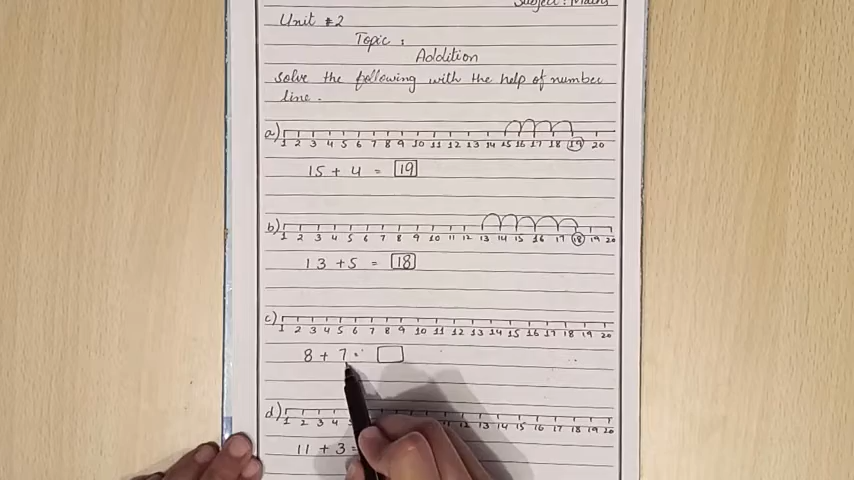 Subject : Maths
Unit #2
Topic :
Addition
solve the following with the help of number
line.
a) 1 2 3 4 5 6 7 8 9 10 11 12 13 14 15 16 17 18 19 20
15 + 4 = 19
b) 1 2 3 4 5 6 7 8 9 10 11 12 13 14 15 16 17 18 19 20
13 + 5 = 18
c) 1 2 3 4 5 6 7 8 9 10 11 12 13 14 15 16 17 18 19 20
8 + 7 =
d) 1 2 3 4 12 13 14 15 16 17 18 19 20
11 + 3 =